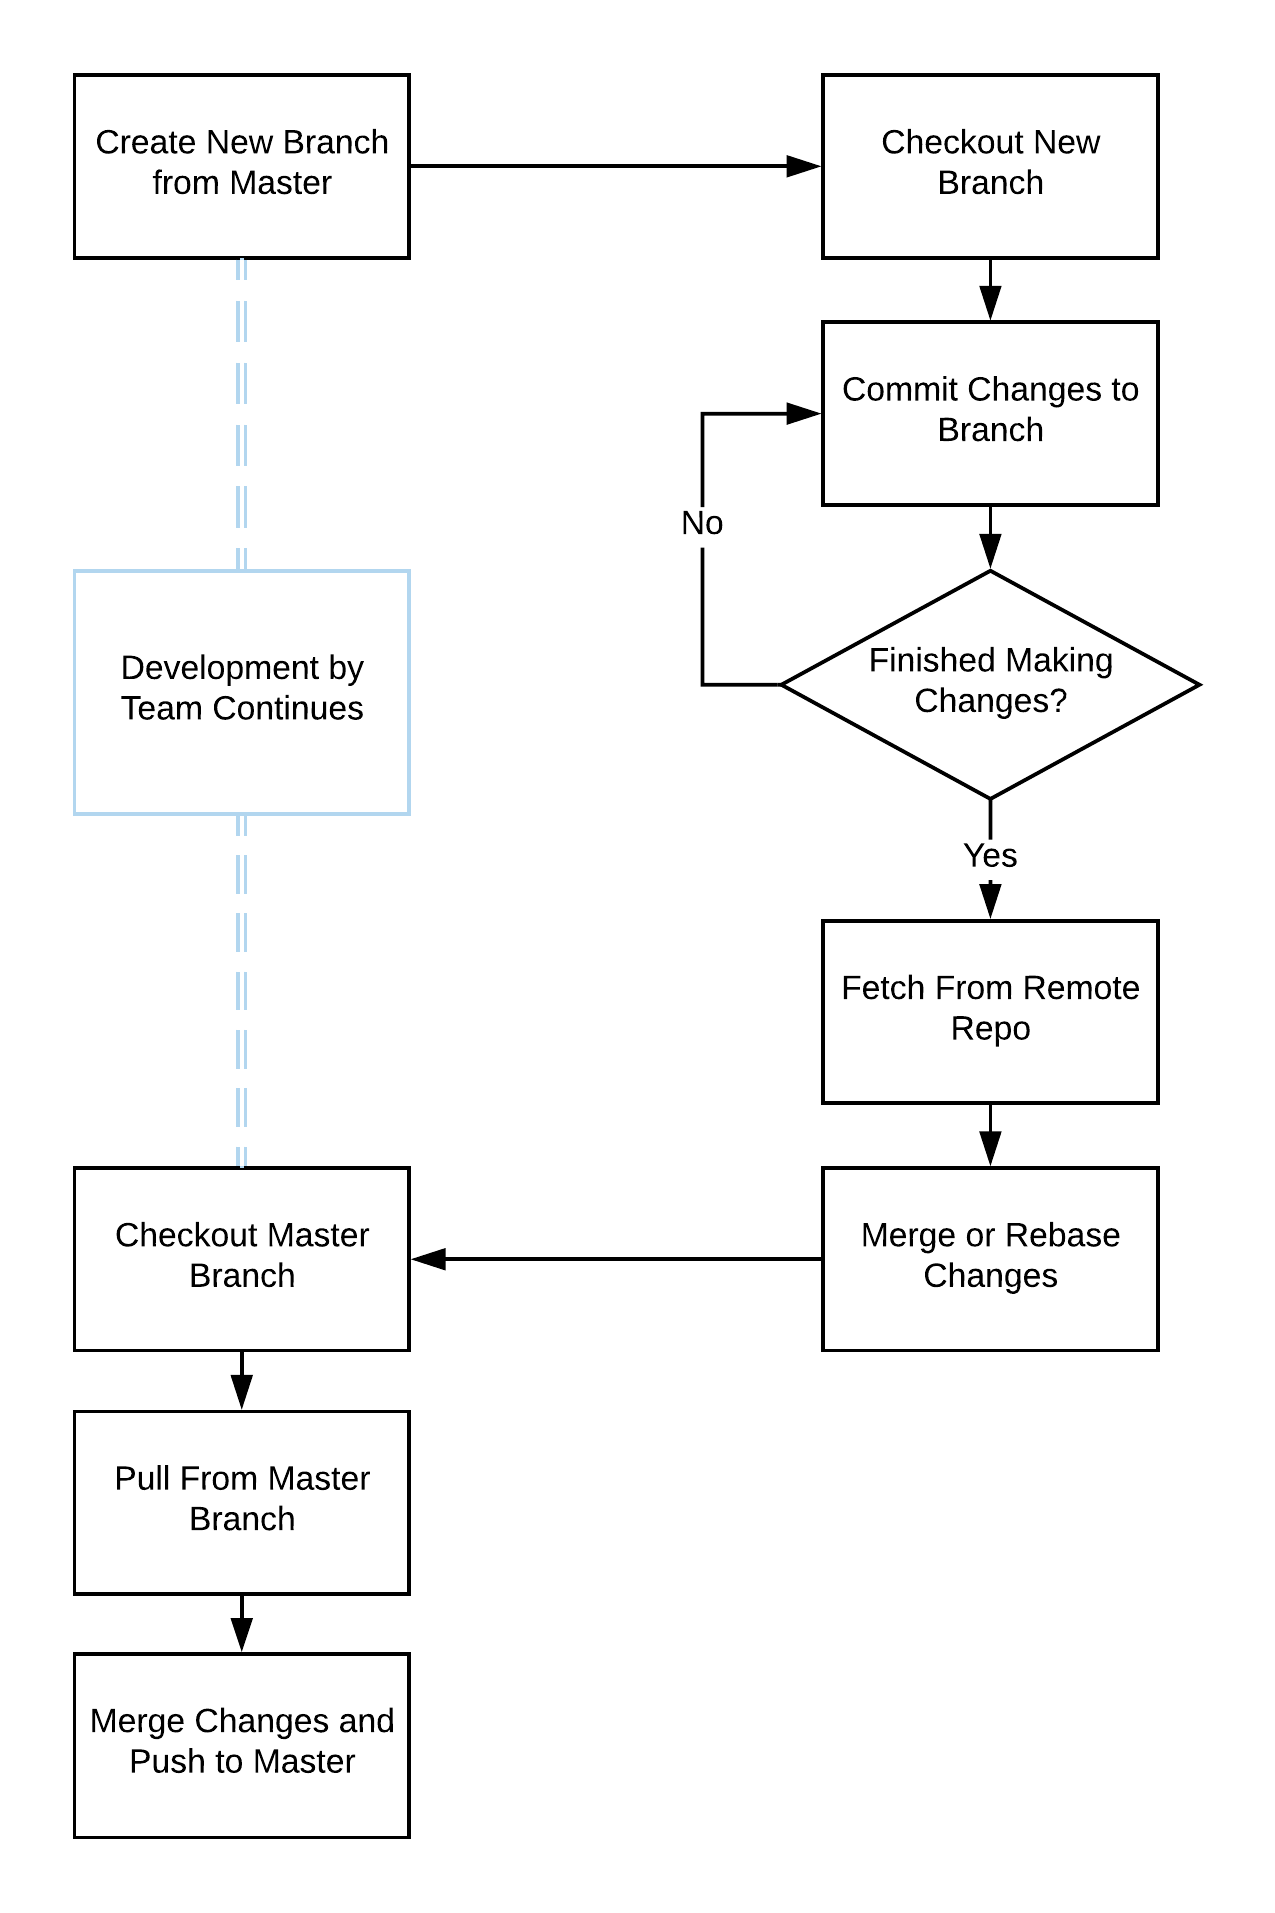 Create New Branch
from Master
Checkout New
Branch
Commit Changes to
Branch
No
Finished Making
Changes?
Development by
Team Continues
Yes
Fetch From Remote
Repo
Merge or Rebase
Changes
Checkout Master
Branch
Pull From Master
Branch
Merge Changes and
Push to Master